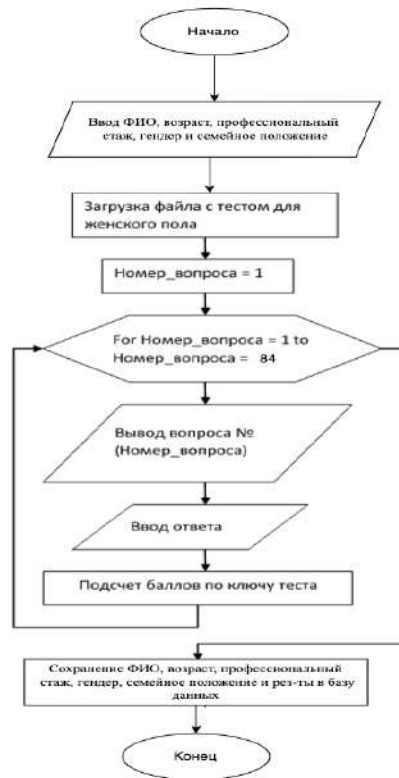 Начало
Ввод ФИО, возраст, профессиональный
стаж, гендер и семейное положение
Загрузка файла с тестом для
женского пола
Номер_вопроса = 1
For Номер_вопроса = 1 to
Номер_вопроса = 84
Вывод вопроса №
(Номер_вопроса)
Ввод ответа
Подсчет баллов по ключу теста
Сохранение ФИО, возраст, профессиональный
стаж, гендер, семейное положение и рез-ты в базу
данных
Конец